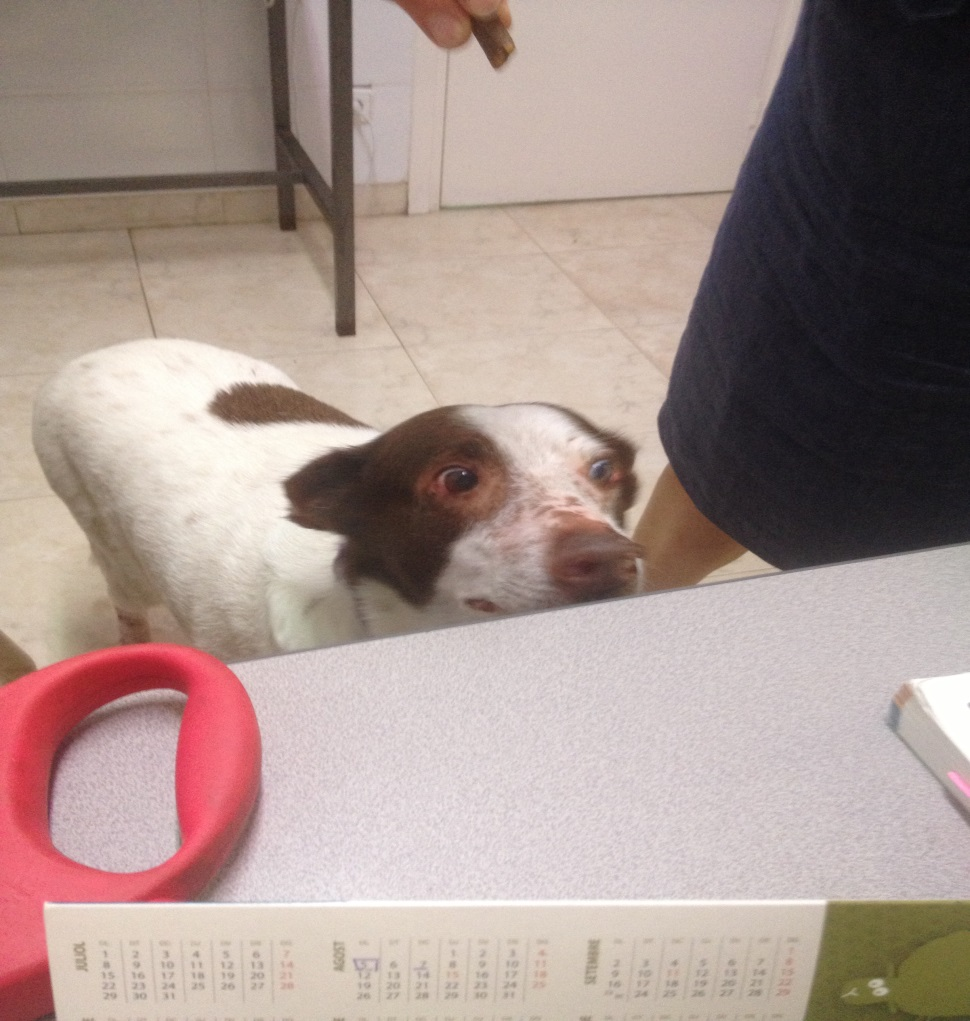 JULIOL
1 2 3 4 5 6 7
8 9 10 11 12 13 14
15 16 17 18 19 20 21
22 23 24 25 26 27 28
29 30 31
AGOST
1 2 3 4
5 6 7 8 9 10 11
12 13 14 15 16 17 18
19 20 21 22 23 24 25
26 27 28 29 30 31
SETEMBRE
1
2 3 4 5 6 7 8
9 10 11 12 13 14 15
16 17 18 19 20 21 22
24 25 26 27 28 29